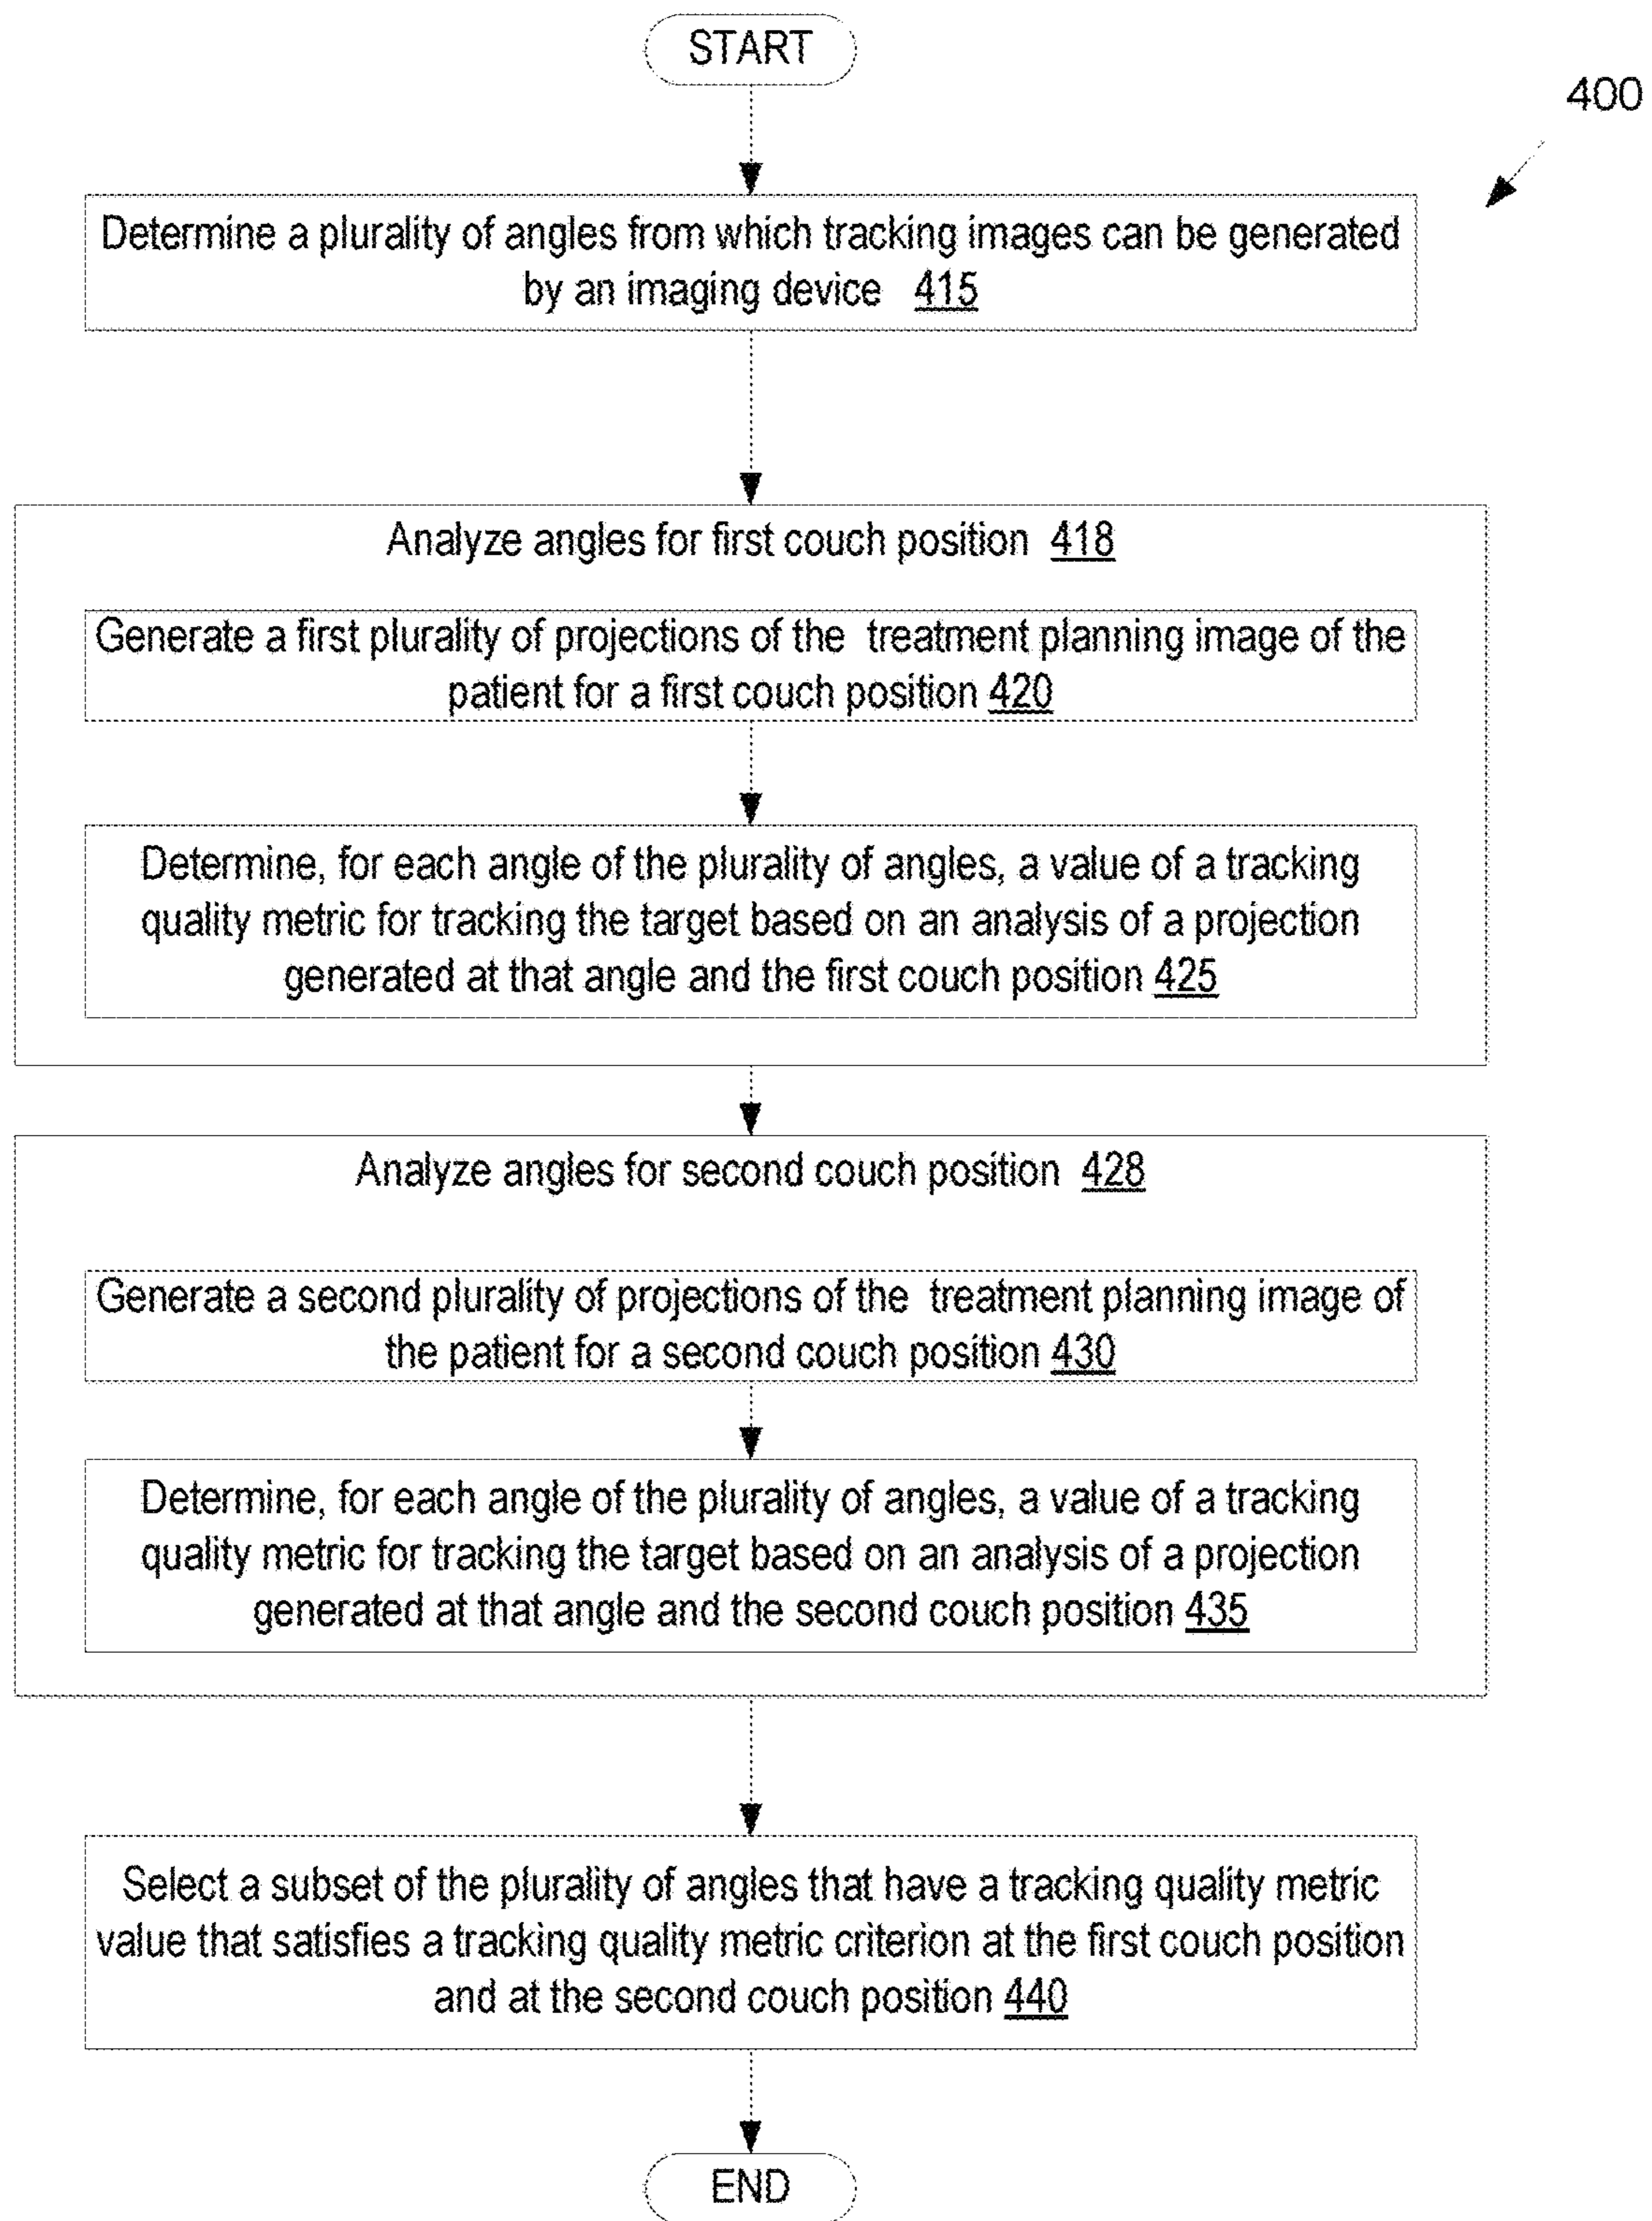 START
400
Determine a plurality of angles from which tracking images can be generated
by an imaging device 415
Analyze angles for first couch position 418
Generate a first plurality of projections of the treatment planning image of the
patient for a first couch position 420
Determine, for each angle of the plurality of angles, a value of a tracking
quality metric for tracking the target based on an analysis of a projection
generated at that angle and the first couch position 425
Analyze angles for second couch position 428
Generate a second plurality of projections of the treatment planning image of
the patient for a second couch position 430
Determine, for each angle of the plurality of angles, a value of a tracking
quality metric for tracking the target based on an analysis of a projection
generated at that angle and the second couch position 435
Select a subset of the plurality of angles that have a tracking quality metric
value that satisfies a tracking quality metric criterion at the first couch position
and at the second couch position 440
END